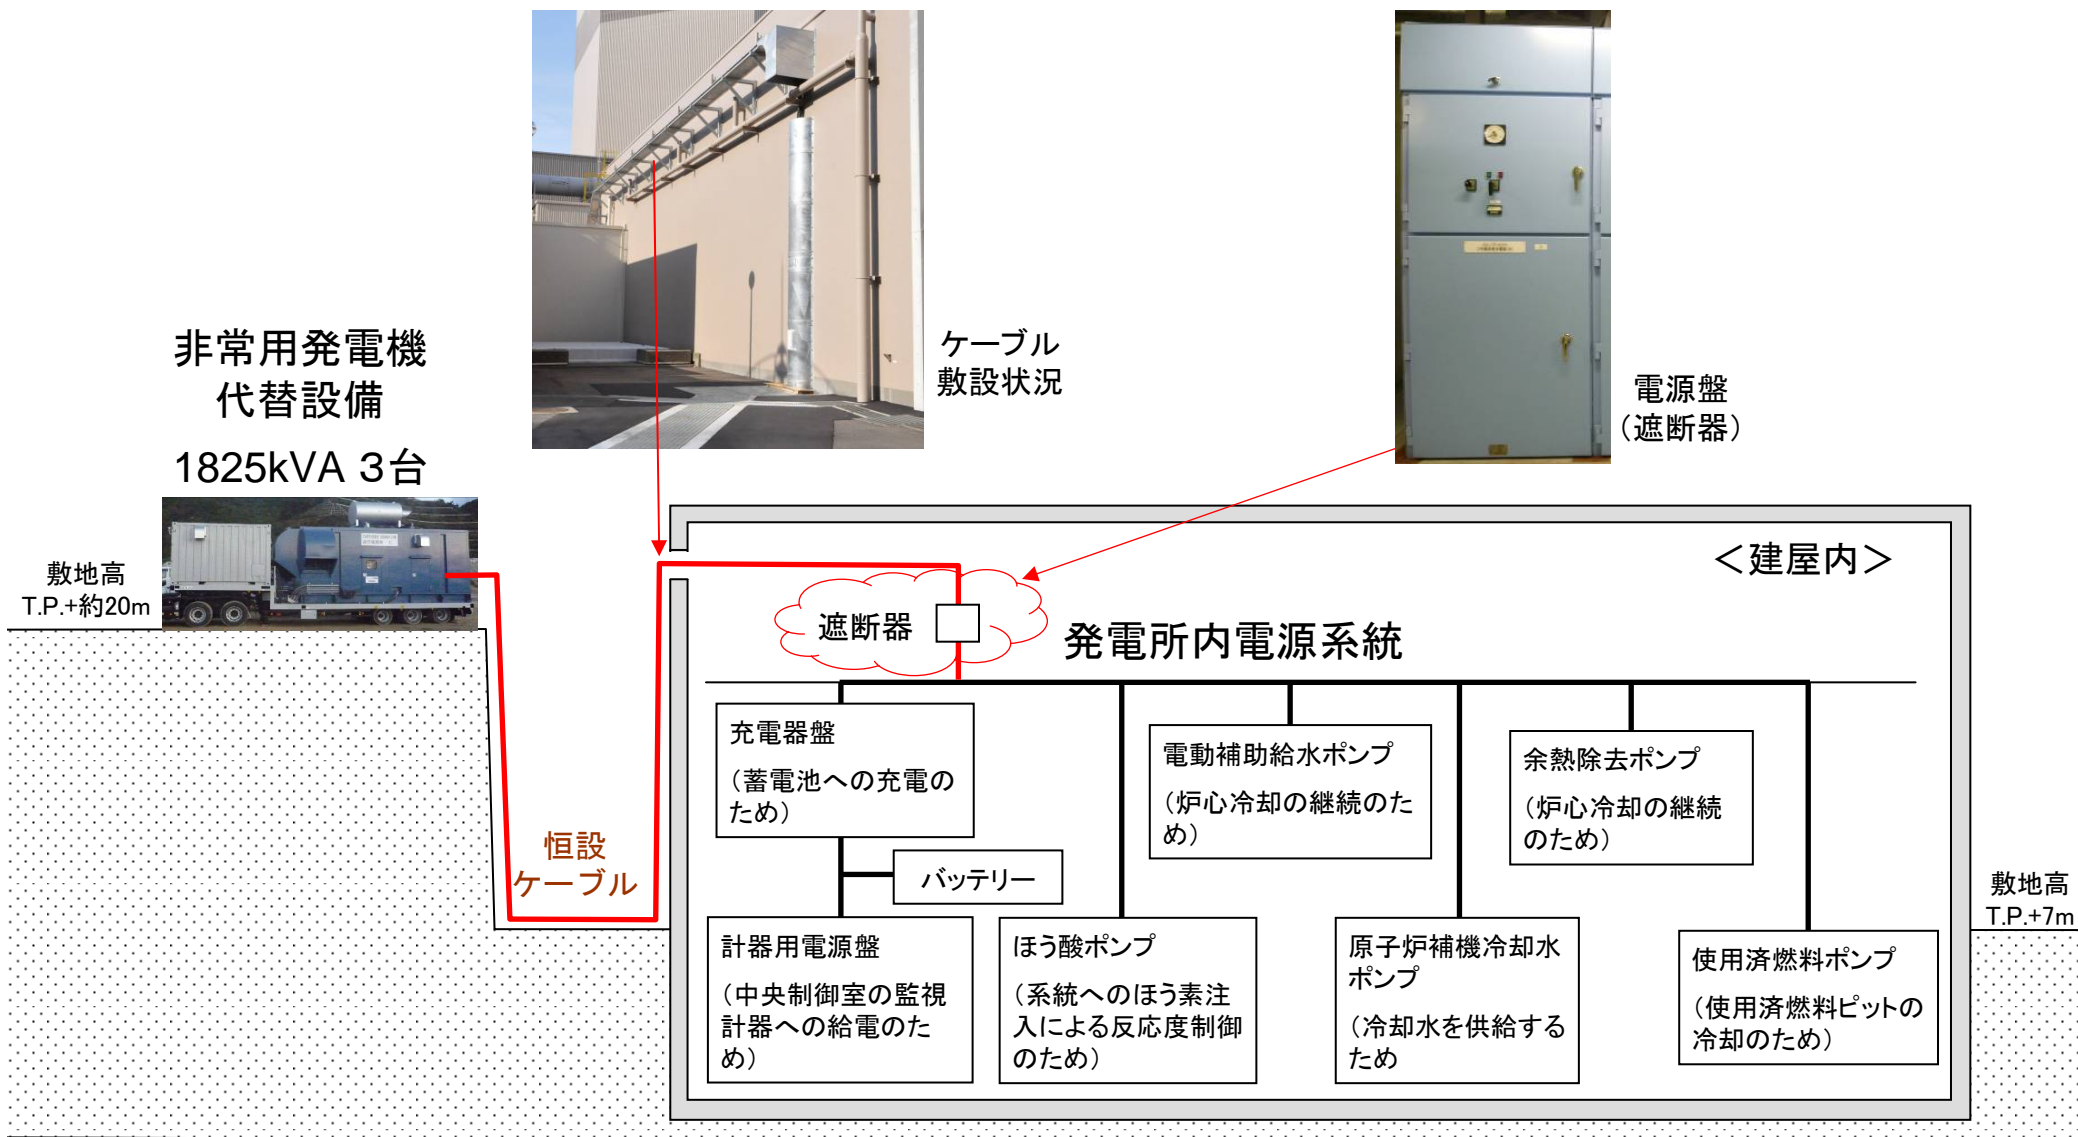 非常用発電機
代替設備
1825kVA 3台
ケーブル
敷設状況
電源盤
（遮断器）
敷地高
T.P.+約20m
＜建屋内＞
遮断器
発電所内電源系統
恒設
ケーブル
充電器盤
（蓄電池への充電の
ため）
バッテリー
電動補助給水ポンプ
（炉心冷却の継続のた
め）
余熱除去ポンプ
（炉心冷却の継続
のため）
計器用電源盤
（中央制御室の監視
計器への給電のた
め）
ほう酸ポンプ
（系統へのほう素注
入による反応度制御
のため）
原子炉補機冷却水
ポンプ
（冷却水を供給する
ため
使用済燃料ポンプ
（使用済燃料ピットの
冷却のため）
敷地高
T.P.+7m